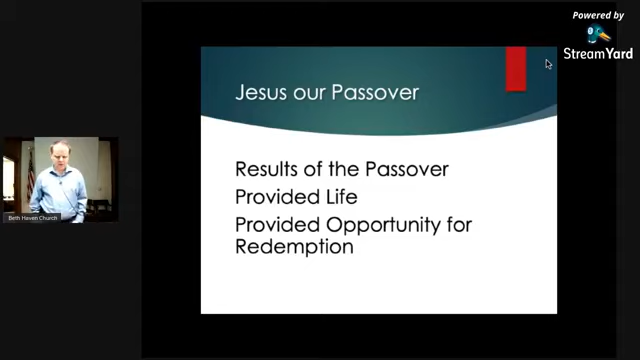 Powered by
StreamYard
Jesus our Passover
Results of the Passover
Provided Life
Provided Opportunity for
Redemption
Beth Haven Church